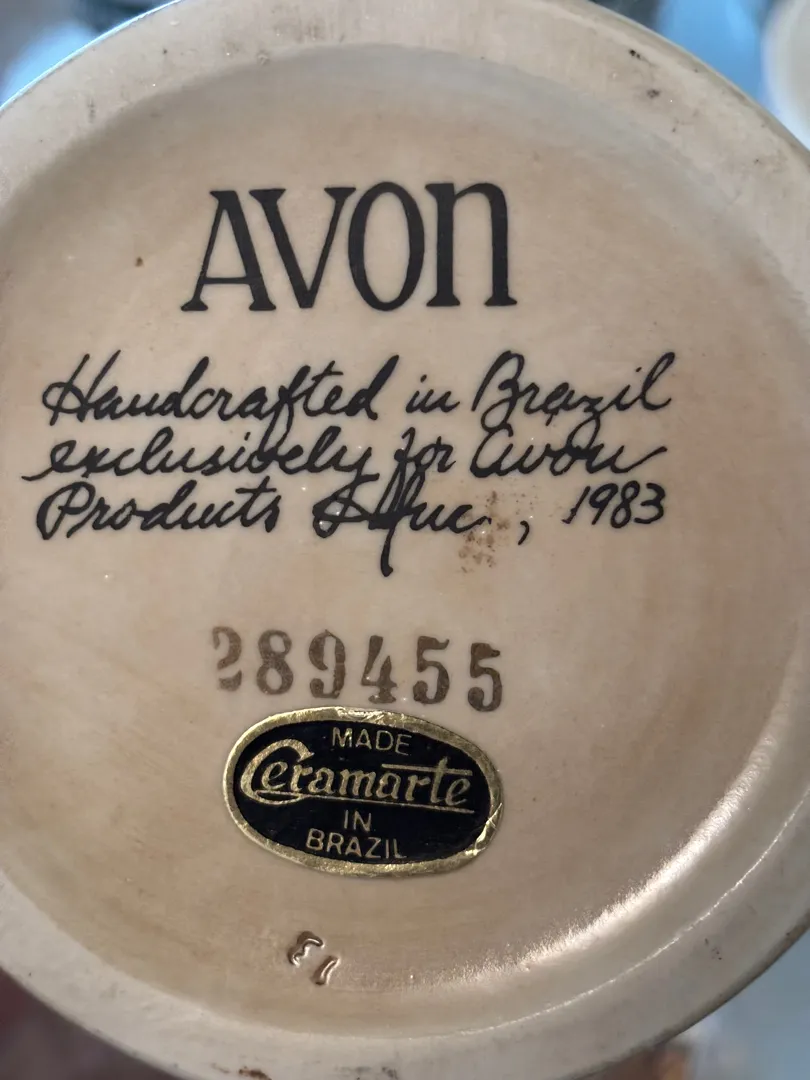 AVON
Handcrafted in Brazil
exclusively for Avon
Products Inc., 1983
289455
MADE
Ceramarte
IN
BRAZIL